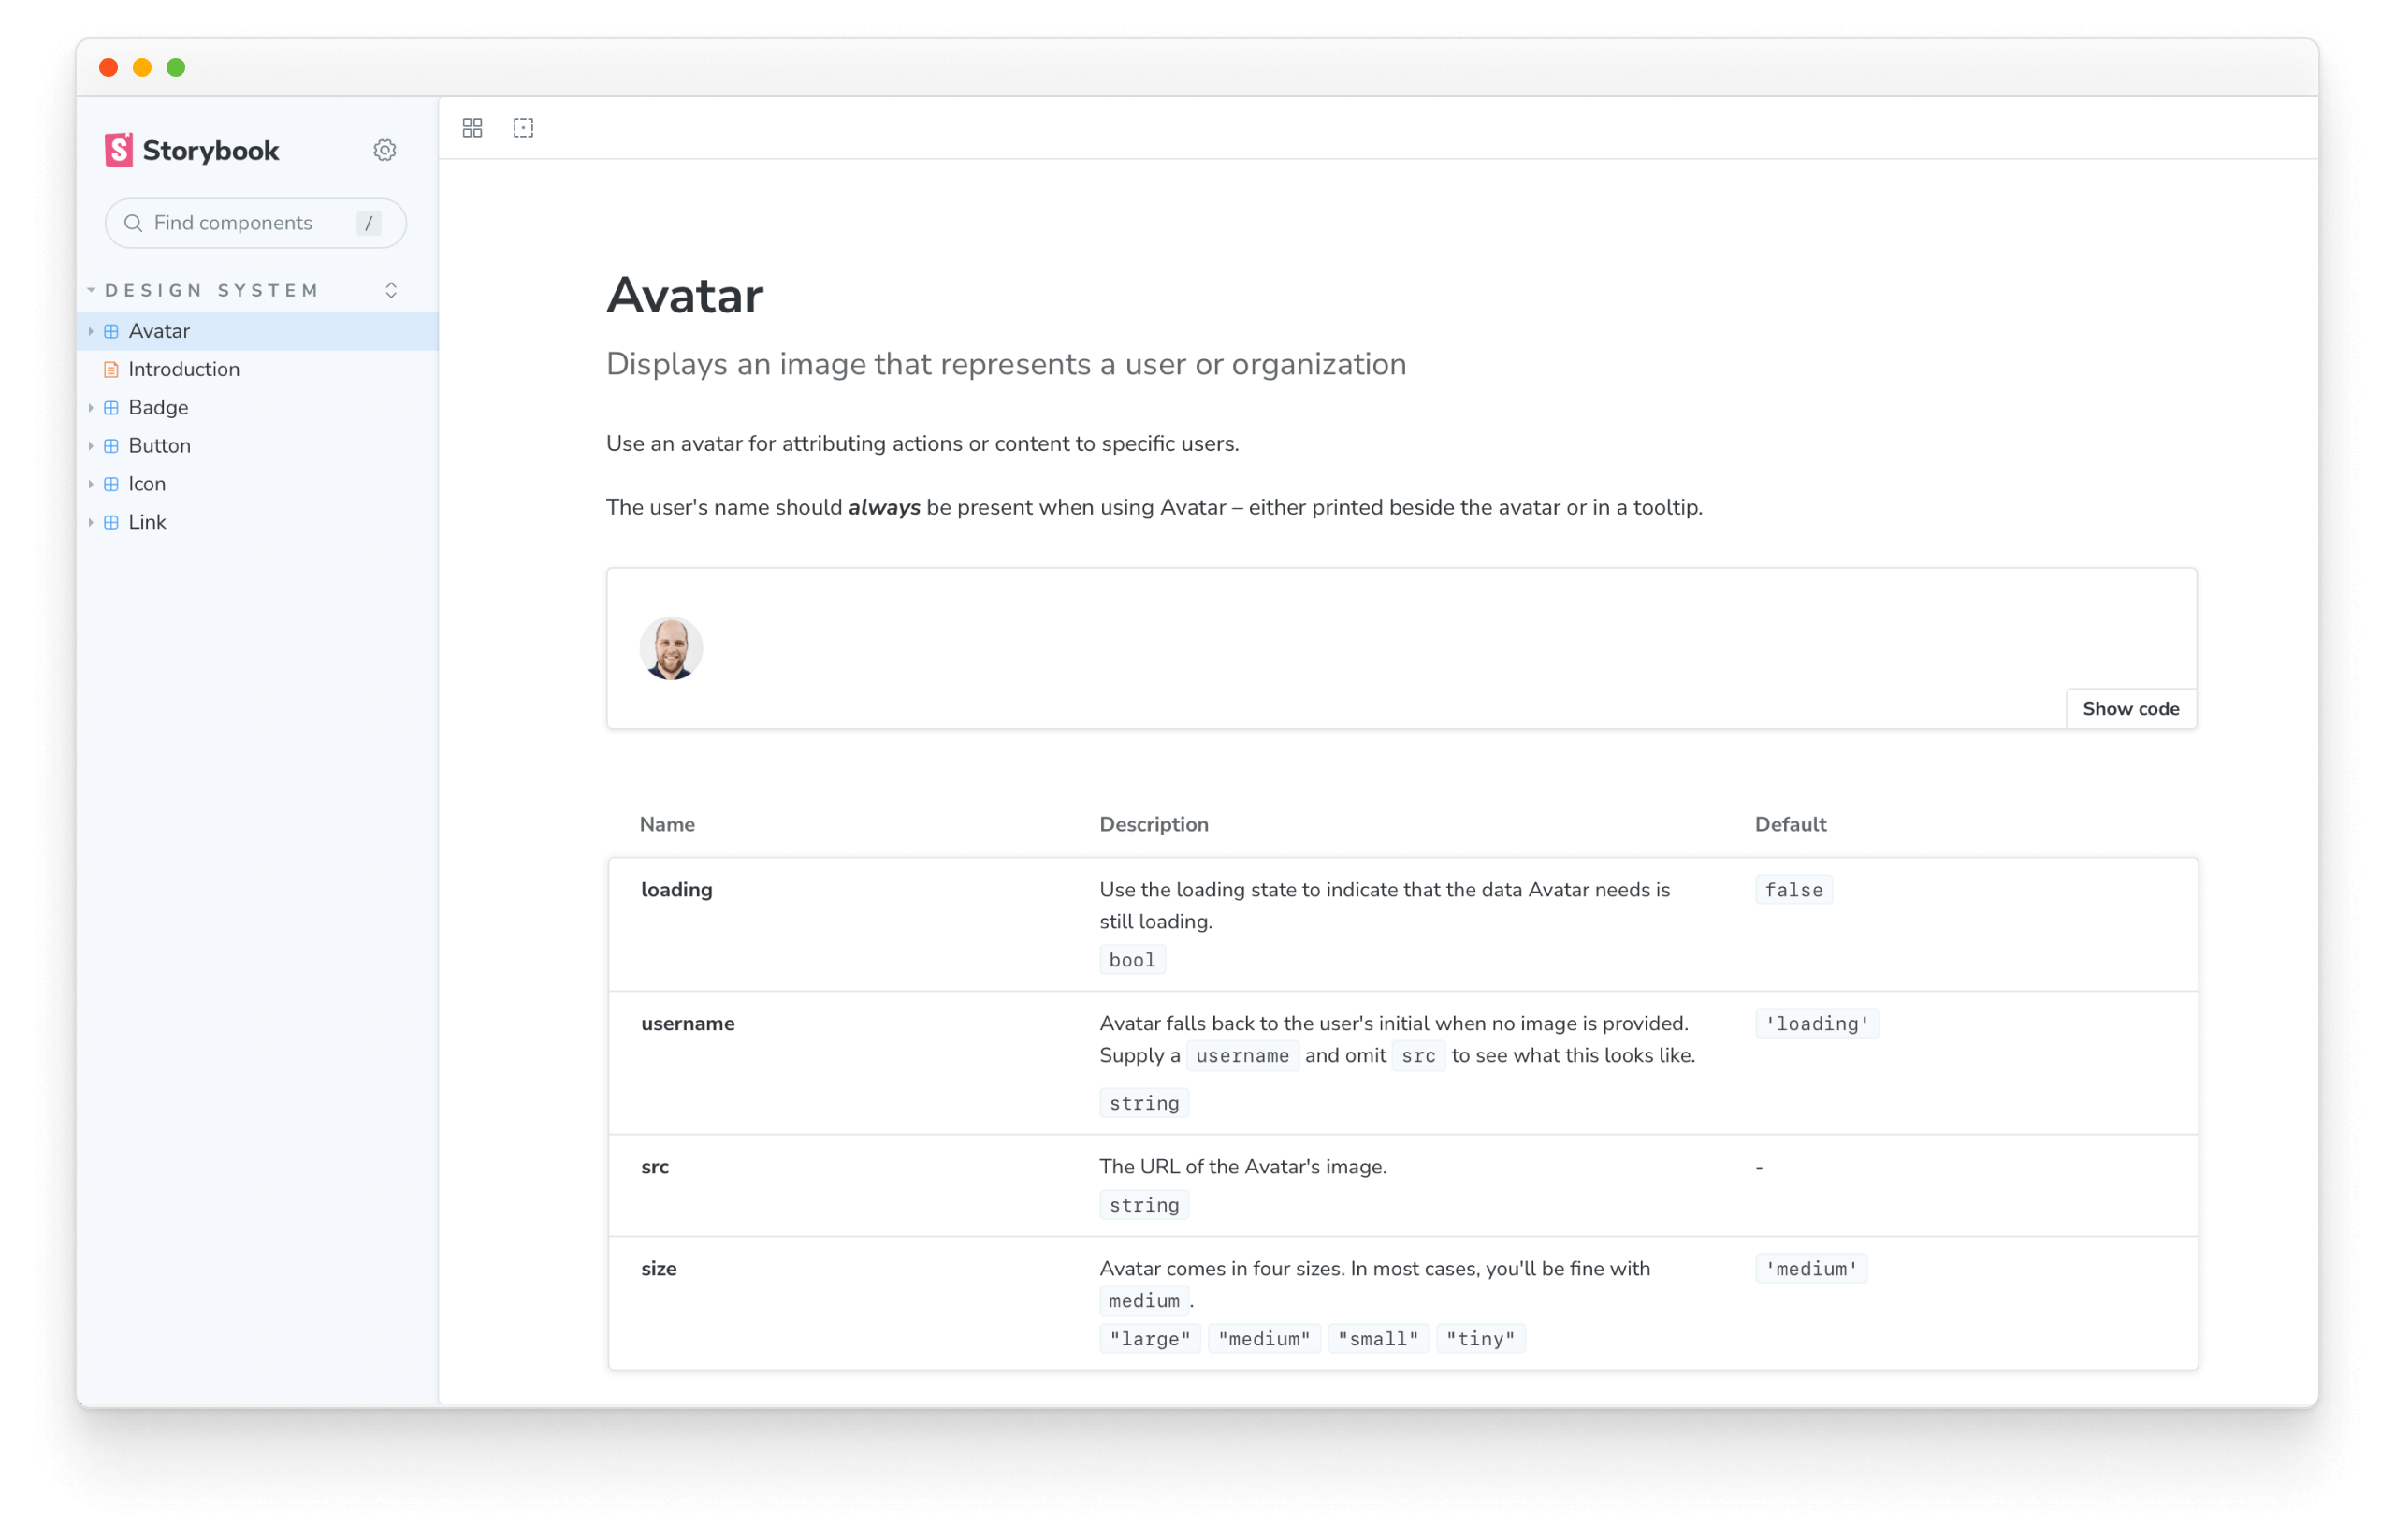 Storybook
Find components /
DESIGN SYSTEM
Avatar
Introduction
Badge
Button
Icon
Link
Avatar
Displays an image that represents a user or organization
Use an avatar for attributing actions or content to specific users.
The user's name should always be present when using Avatar – either printed beside the avatar or in a tooltip.
Show code
Name Description Default
loading Use the loading state to indicate that the data Avatar needs is false
still loading.
bool
username Avatar falls back to the user's initial when no image is provided. 'loading'
Supply a username and omit src to see what this looks like.
string
src The URL of the Avatar's image. -
string
size Avatar comes in four sizes. In most cases, you'll be fine with 'medium'
medium .
"large" "medium" "small" "tiny"